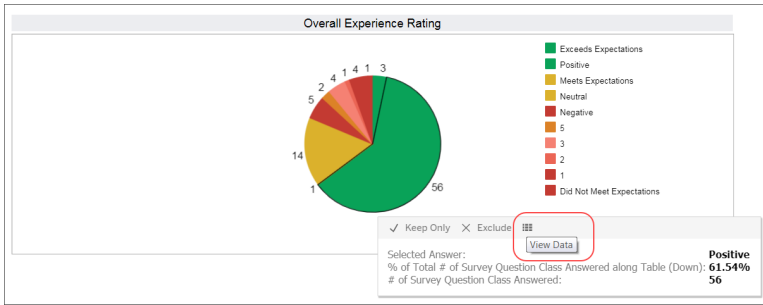 Overall Experience Rating
Exceeds Expectations
Positive
Meets Expectations
Neutral
Negative
5
3
2
1
Did Not Meet Expectations
5 2 4 1 4 1 3
14
1
56
Keep Only Exclude
View Data
Selected Answer: Positive
% of Total # of Survey Question Class Answered along Table (Down): 61.54%
# of Survey Question Class Answered: 56